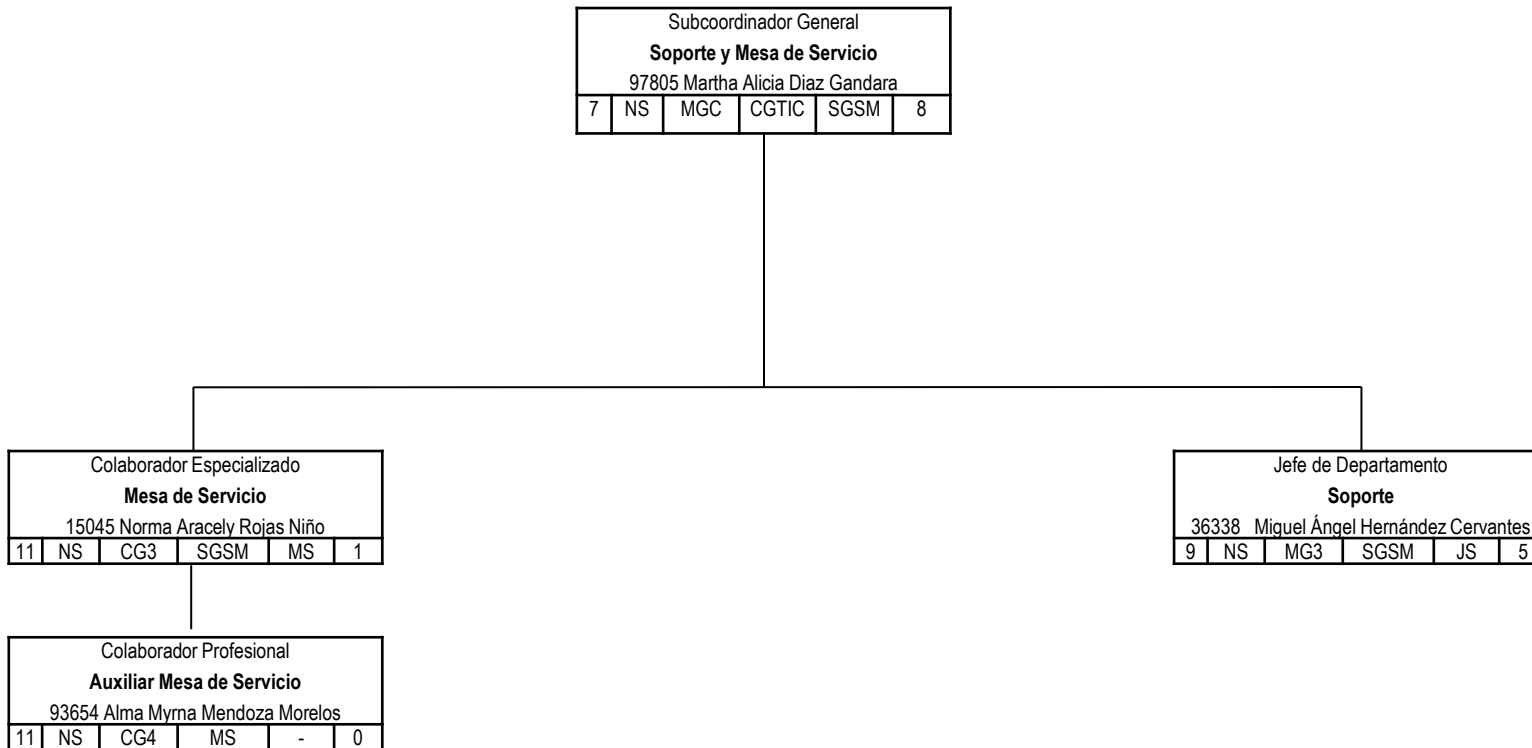 Subcoordinador General
Soporte y Mesa de Servicio
97805 Martha Alicia Diaz Gandara
7 NS MGC CGTIC SGSM 8
Colaborador Especializado
Mesa de Servicio
15045 Norma Aracely Rojas Niño
11 NS CG3 SGSM MS 1
Jefe de Departamento
Soporte
36338 Miguel Ángel Hernández Cervantes
9 NS MG3 SGSM JS 5
Colaborador Profesional
Auxiliar Mesa de Servicio
93654 Alma Myrna Mendoza Morelos
11 NS CG4 MS - 0